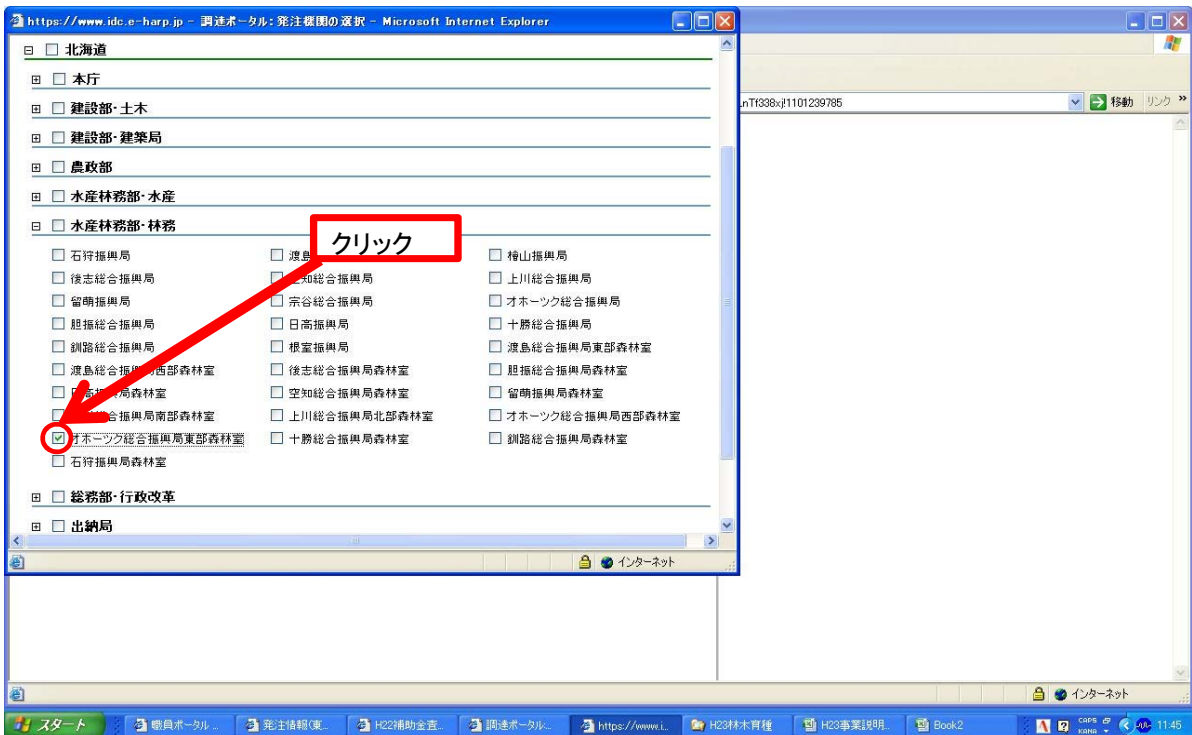 https://www.idc.e-harp.jp - 調達ポータル: 発注機関の選択 - Microsoft Internet Explorer
北海道
本庁
建設部・土木
建設部・建築局
農政部
水産林務部・水産
水産林務部・林務
クリック
石狩振興局
渡島
檜山振興局
後志総合振興局
空知総合振興局
上川総合振興局
留萌振興局
宗谷総合振興局
オホーツク総合振興局
胆振総合振興局
日高振興局
十勝総合振興局
釧路総合振興局
根室振興局
渡島総合振興局東部森林室
渡島総合振興局西部森林室
後志総合振興局森林室
胆振総合振興局森林室
日高振興局森林室
空知総合振興局森林室
留萌振興局森林室
総合振興局南部森林室
上川総合振興局北部森林室
オホーツク総合振興局西部森林室
オホーツク総合振興局東部森林室
十勝総合振興局森林室
釧路総合振興局森林室
石狩振興局森林室
総務部・行政改革
出納局
インターネット
nTf338xj!1101239785
移動
リンク »
インターネット
スタート
職員ポータル ...
発注情報(東...
H22補助金査...
調達ポータル:...
https://www.i...
H23林木育種
H23事業説明...
Book2
CAPS
KANA
11:45